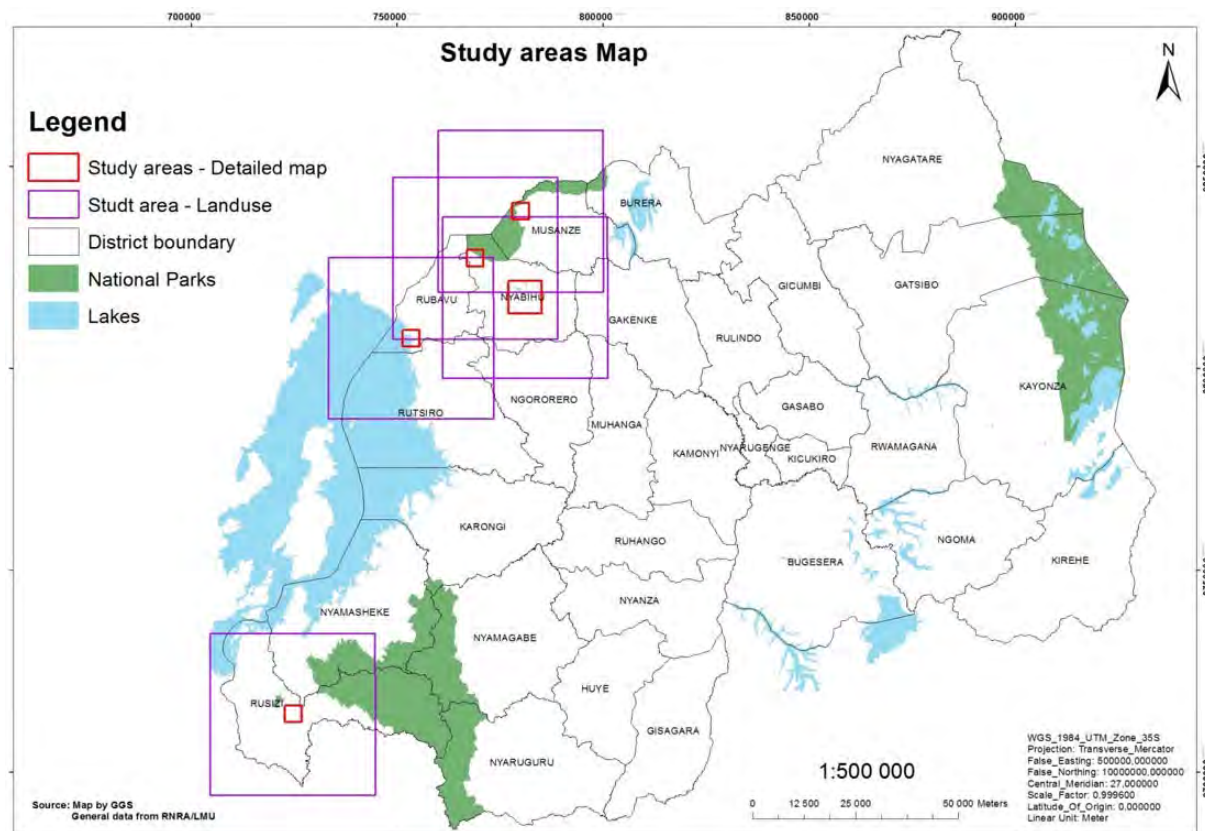 700000 750000 800000 850000 900000
Study areas Map
N
Legend
Study areas - Detailed map
Studt area - Landuse
District boundary
National Parks
Lakes
NYAGATARE
BURERA
MUSANZE
GICUMBI
GATSIBO
RUBAVU
NYABIHU
GAKENKE
RULINDO
KAYONZA
NGORORERO
GASABO
RUTSIRO
MUHANGA
NYARUGENGE
RWAMAGANA
KAMONYI
KICUKIRO
KARONGI
RUHANGO
NGOMA
BUGESERA
KIREHE
NYANZA
NYAMASHEKE
NYAMAGABE
HUYE
RUSIZI
GISAGARA
NYARUGURU
1:500 000
0 12 500 25 000 50 000 Meters
WGS_1984_UTM_Zone_35S
Projection: Transverse_Mercator
False_Easting: 500000,000000
False_Northing: 10000000,000000
Central_Meridian: 27,000000
Scale_Factor: 0,999600
Latitude_Of_Origin: 0,000000
Linear Unit: Meter
Source: Map by GGS
General data from RNRA/LMU